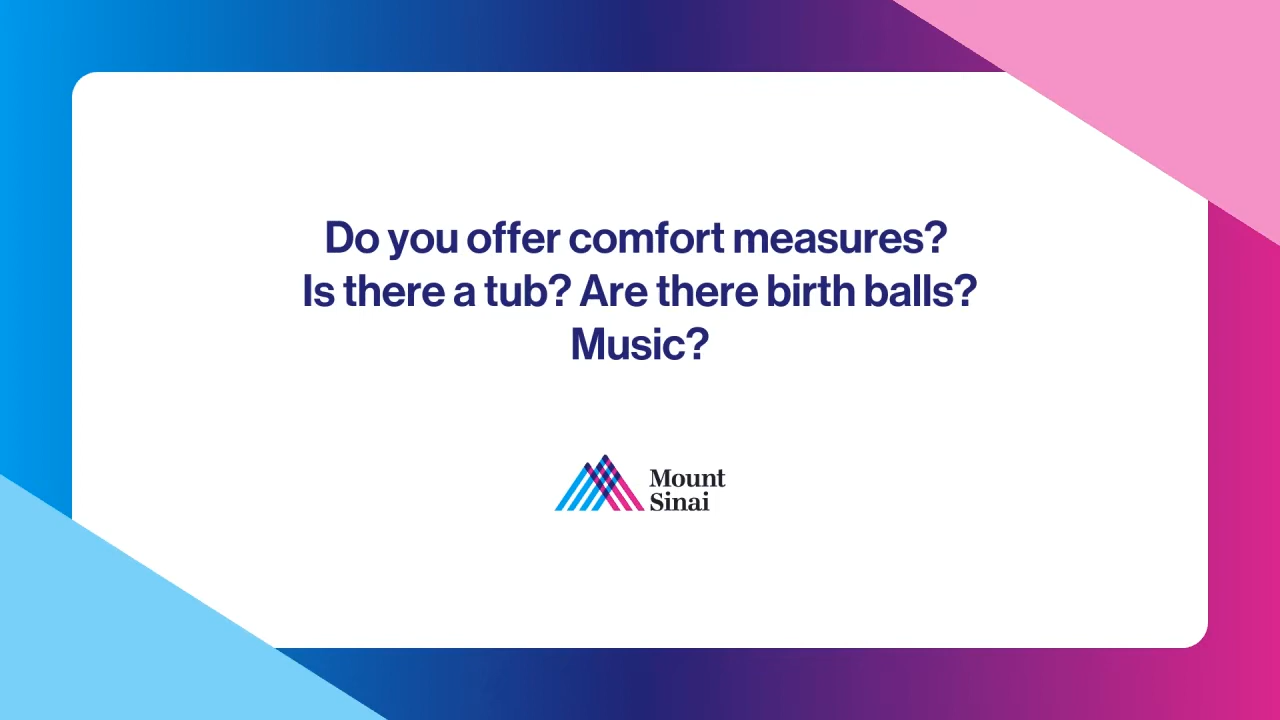 Do you offer comfort measures?
Is there a tub? Are there birth balls?
Music?
Mount
Sinai